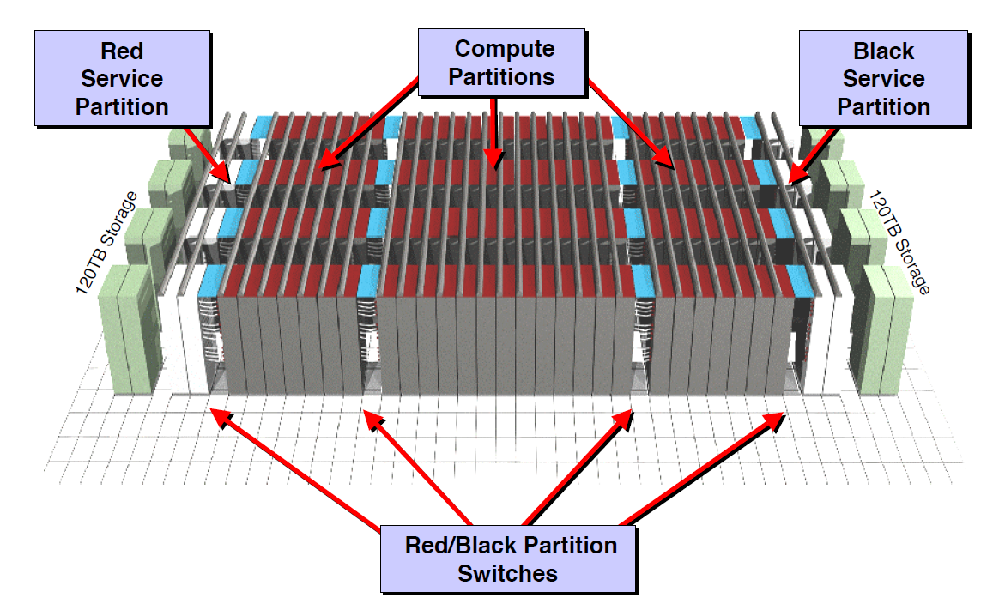 Red
Service
Partition
Compute
Partitions
Black
Service
Partition
120TB Storage
120TB Storage
Red/Black Partition
Switches